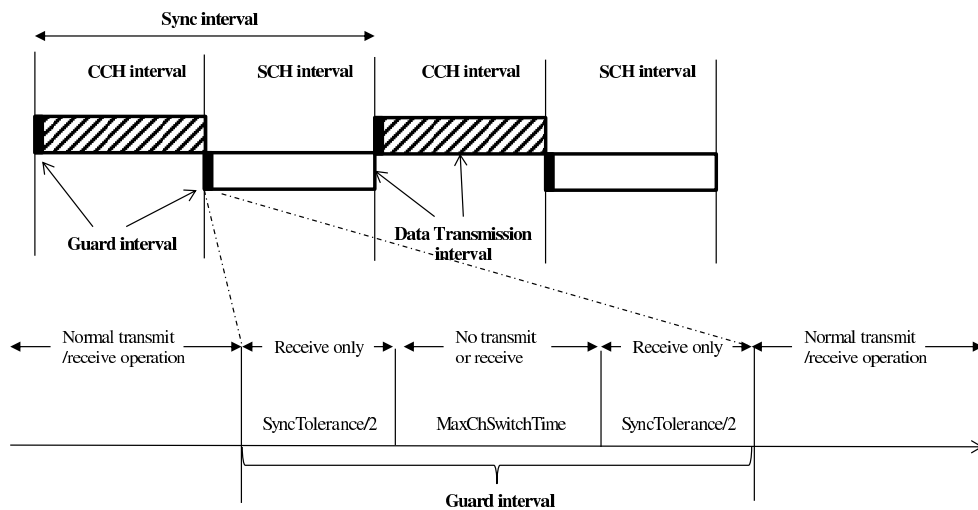 Sync interval
CCH interval
SCH interval
CCH interval
SCH interval
Guard interval
Data Transmission
interval
Normal transmit
/receive operation
Receive only
No transmit
or receive
Receive only
Normal transmit
/receive operation
SyncTolerance/2
MaxChSwitchTime
SyncTolerance/2
Guard interval